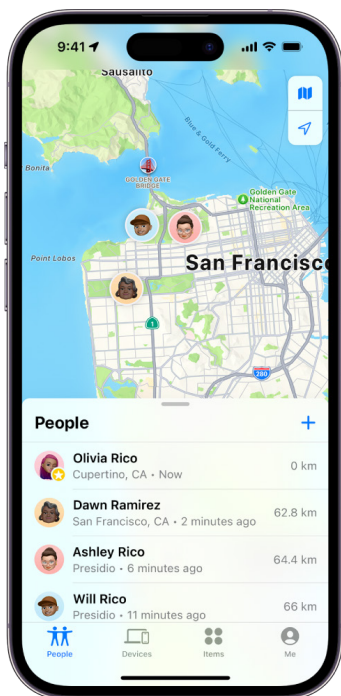 9:41
Sausalito
Blue & Gold Ferry
Bonita
GOLDEN GATE
BRIDGE
Golden Gate
National
Recreation Area
Point Lobos
San Francisco
1
280
People
+
Olivia Rico
0 km
Cupertino, CA • Now
Dawn Ramirez
62.8 km
San Francisco, CA • 2 minutes ago
Ashley Rico
64.4 km
Presidio • 6 minutes ago
Will Rico
66 km
Presidio • 11 minutes ago
People
Devices
Items
Me